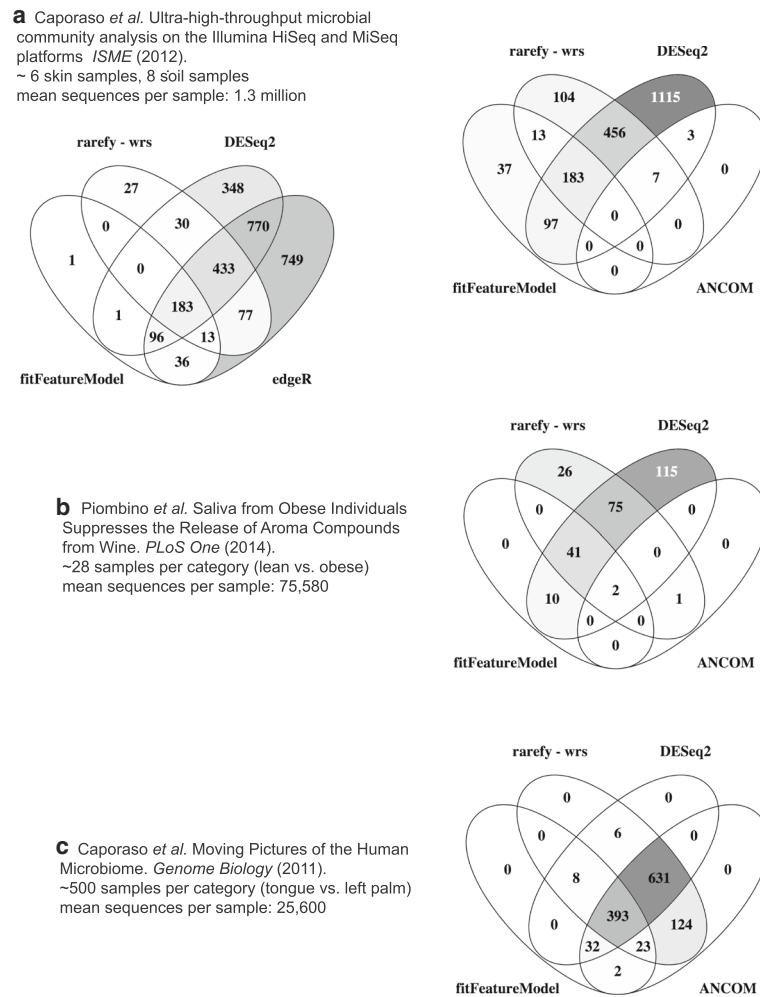 a Caporaso et al. Ultra-high-throughput microbial
community analysis on the Illumina HiSeq and MiSeq
platforms ISME (2012).
~ 6 skin samples, 8 soil samples
mean sequences per sample: 1.3 million
rarefy - wrs DESeq2
27 348
0 30 770
1 0 433 749
1 183 77
96 13
36
fitFeatureModel edgeR
rarefy - wrs DESeq2
104 1115
13 456 3
37 183 7 0
97 0 0
0 0
0
fitFeatureModel ANCOM
b Piombino et al. Saliva from Obese Individuals
Suppresses the Release of Aroma Compounds
from Wine. PLoS One (2014).
~28 samples per category (lean vs. obese)
mean sequences per sample: 75,580
rarefy - wrs DESeq2
26 115
0 75 0
0 41 0 0
10 2 1
0 0
0
fitFeatureModel ANCOM
c Caporaso et al. Moving Pictures of the Human
Microbiome. Genome Biology (2011).
~500 samples per category (tongue vs. left palm)
mean sequences per sample: 25,600
rarefy - wrs DESeq2
0 0
0 6 0
0 8 631 0
0 393 124
32 23
2
fitFeatureModel ANCOM